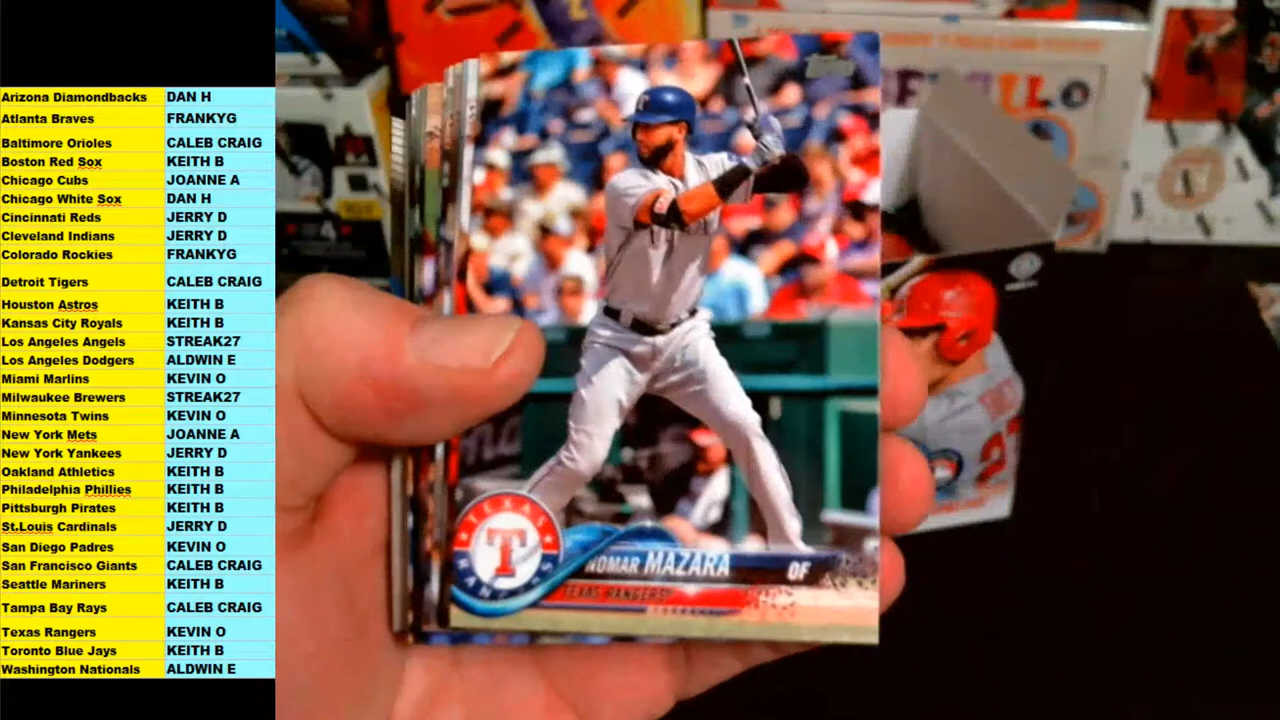 Arizona Diamondbacks DAN H
Atlanta Braves FRANKYG
Baltimore Orioles CALEB CRAIG
Boston Red Sox KEITH B
Chicago Cubs JOANNE A
Chicago White Sox DAN H
Cincinnati Reds JERRY D
Cleveland Indians JERRY D
Colorado Rockies FRANKYG
Detroit Tigers CALEB CRAIG
Houston Astros KEITH B
Kansas City Royals KEITH B
Los Angeles Angels STREAK27
Los Angeles Dodgers ALDWIN E
Miami Marlins KEVIN O
Milwaukee Brewers STREAK27
Minnesota Twins KEVIN O
New York Mets JOANNE A
New York Yankees JERRY D
Oakland Athletics KEITH B
Philadelphia Phillies KEITH B
Pittsburgh Pirates KEITH B
St.Louis Cardinals JERRY D
San Diego Padres KEVIN O
San Francisco Giants CALEB CRAIG
Seattle Mariners KEITH B
Tampa Bay Rays CALEB CRAIG
Texas Rangers KEVIN O
Toronto Blue Jays KEITH B
Washington Nationals ALDWIN E
Topps
TEXAS
T
RANGERS
NOMAR MAZARA OF
TEXAS RANGERS
27